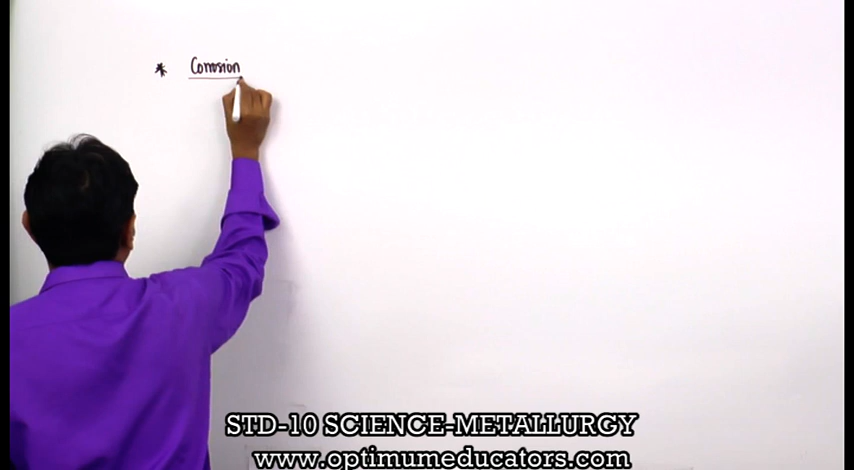 * Corrosion
STD-10 SCIENCE-METALLURGY
www.optimumeducators.com